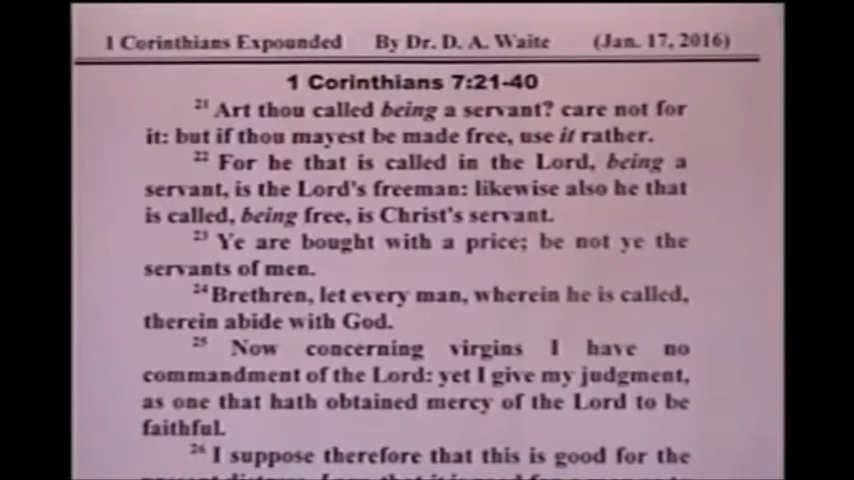 1 Corinthians Expounded By Dr. D. A. Waite (Jan. 17, 2016)
1 Corinthians 7:21-40
21 Art thou called being a servant? care not for
it: but if thou mayest be made free, use it rather.
22 For he that is called in the Lord, being a
servant, is the Lord's freeman: likewise also he that
is called, being free, is Christ's servant.
23 Ye are bought with a price; be not ye the
servants of men.
24 Brethren, let every man, wherein he is called,
therein abide with God.
25 Now concerning virgins I have no
commandment of the Lord: yet I give my judgment,
as one that hath obtained mercy of the Lord to be
faithful.
26 I suppose therefore that this is good for the